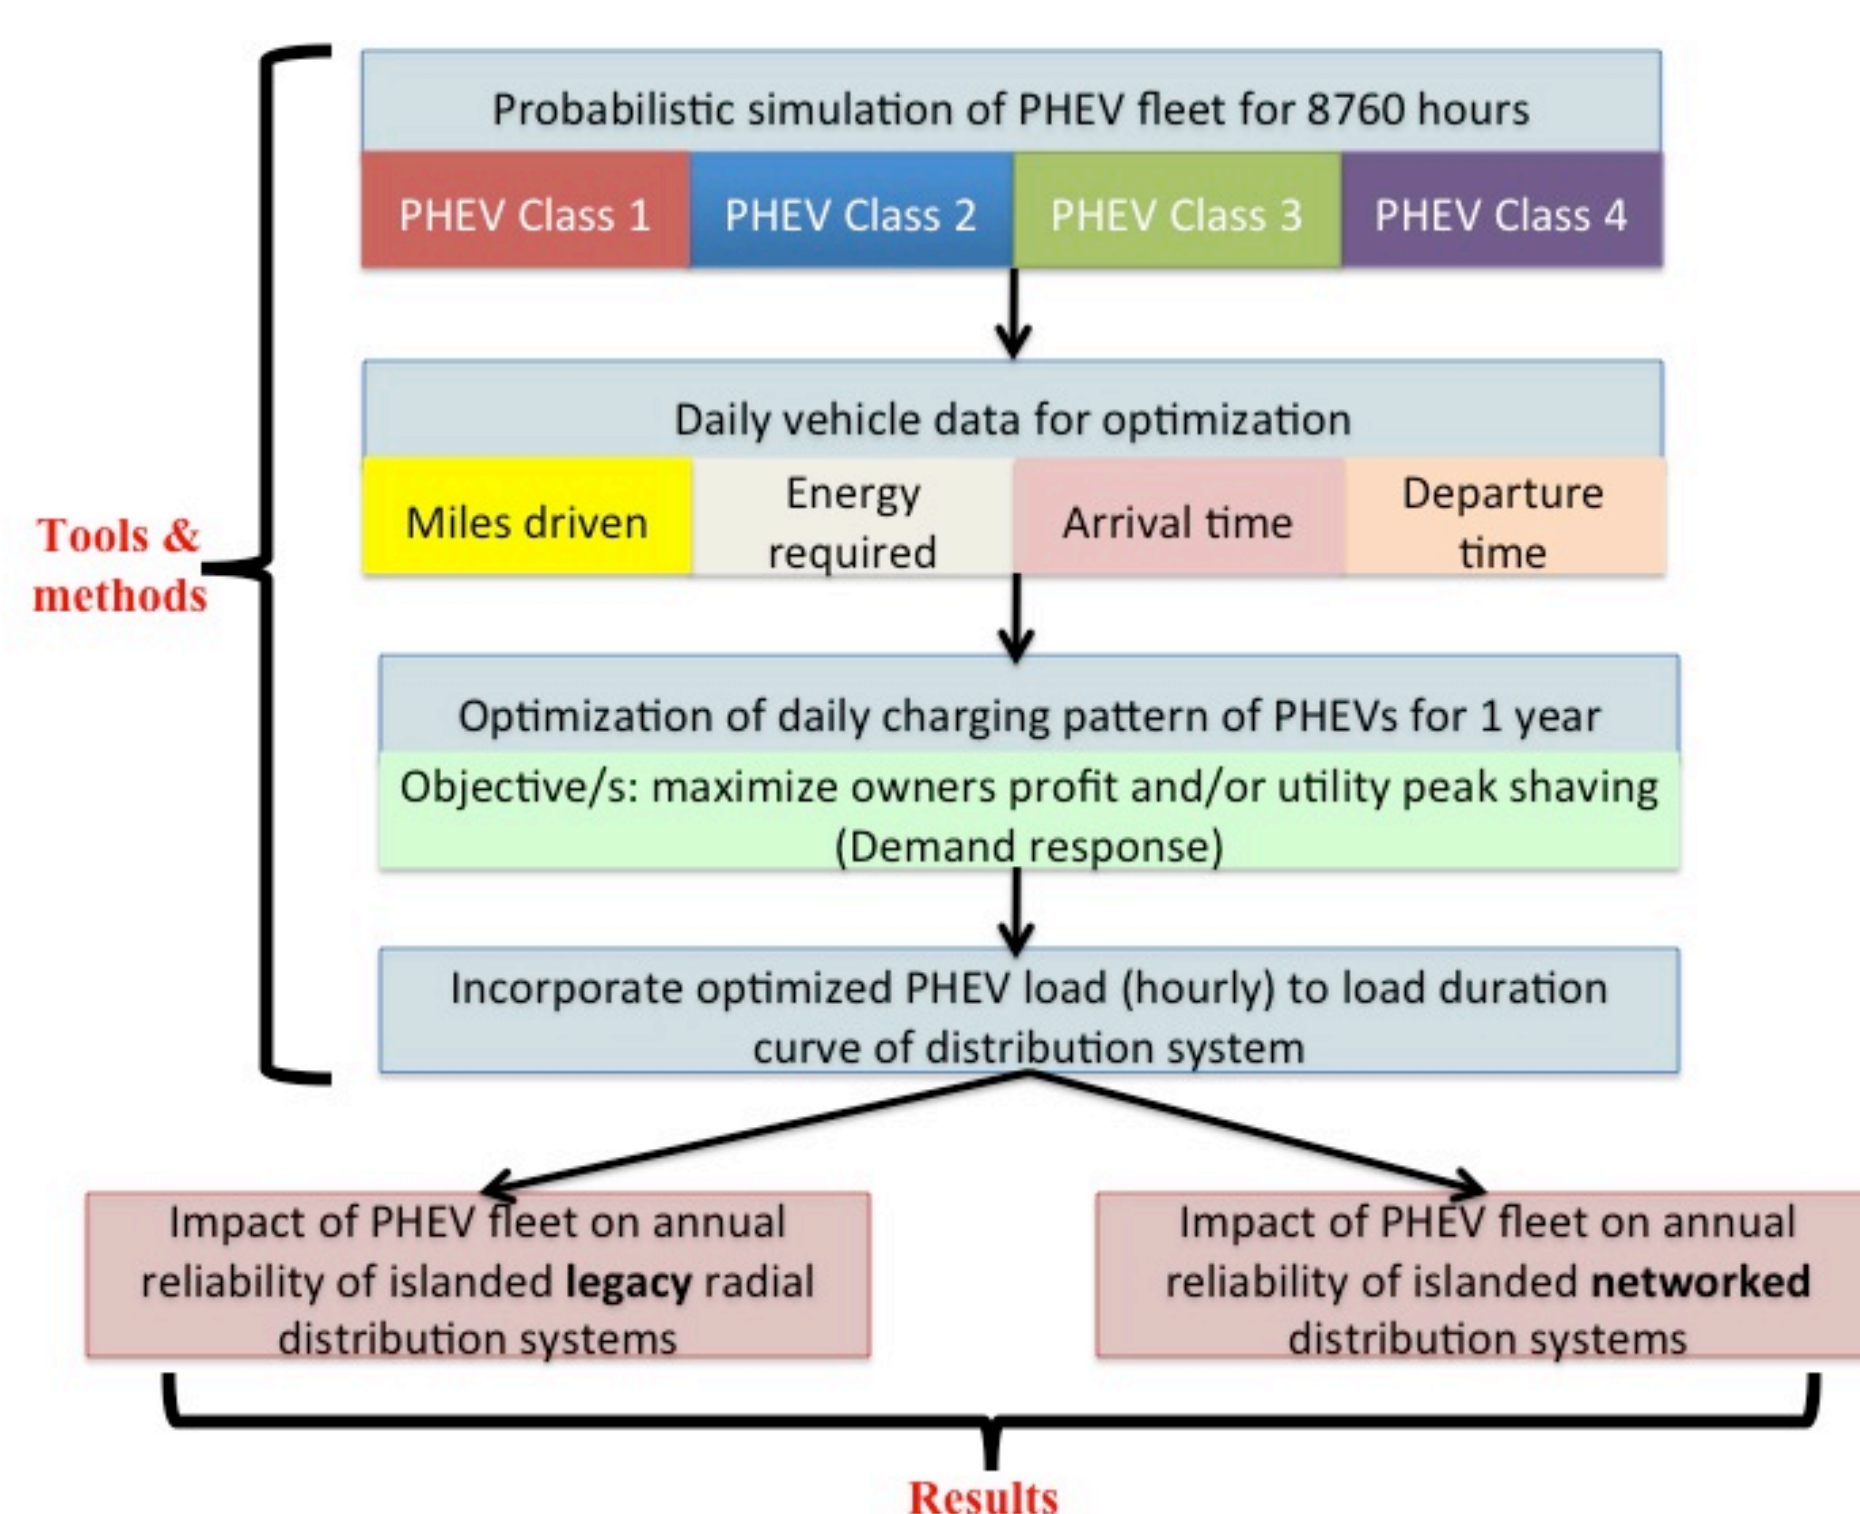 Probabilistic simulation of PHEV fleet for 8760 hours
PHEV Class 1
PHEV Class 2
PHEV Class 3
PHEV Class 4
Daily vehicle data for optimization
Miles driven
Energy
required
Arrival time
Departure
time
Tools &
methods
Optimization of daily charging pattern of PHEVs for 1 year
Objective/s: maximize owners profit and/or utility peak shaving
(Demand response)
Incorporate optimized PHEV load (hourly) to load duration
curve of distribution system
Impact of PHEV fleet on annual
reliability of islanded legacy radial
distribution systems
Impact of PHEV fleet on annual
reliability of islanded networked
distribution systems
Results